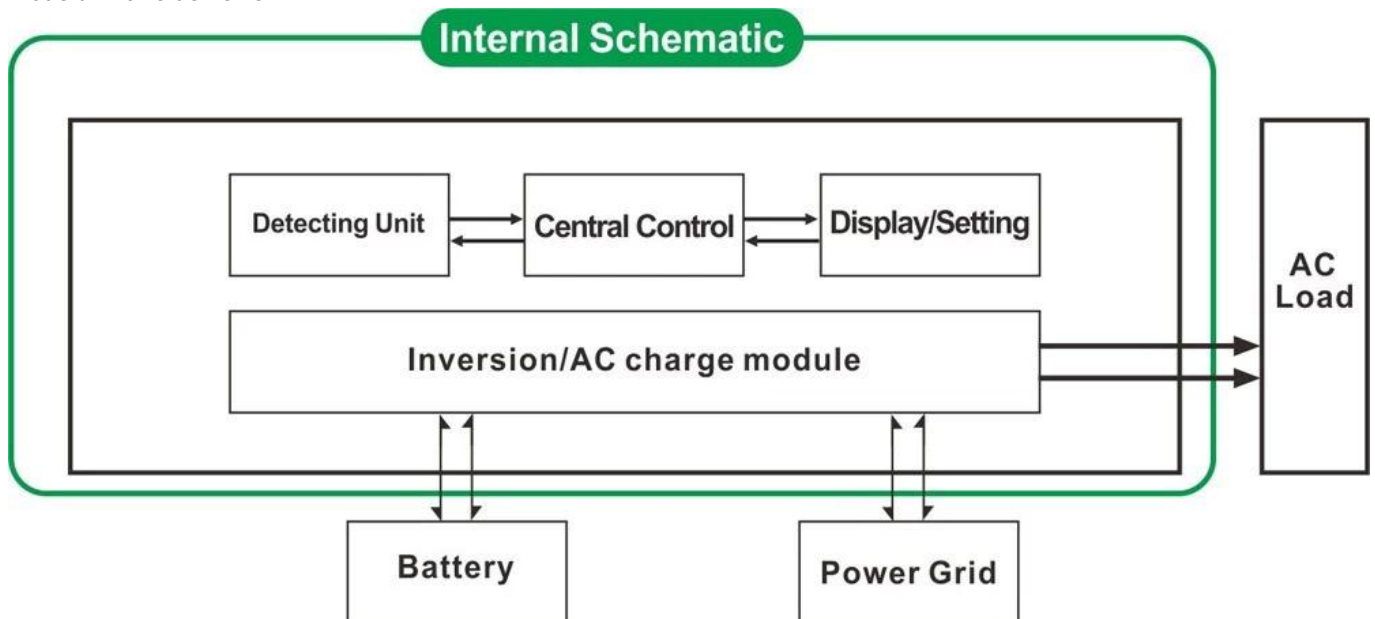 Internal Schematic
Detecting Unit
Central Control
Display/Setting
AC
Load
Inversion/AC charge module
Battery
Power Grid